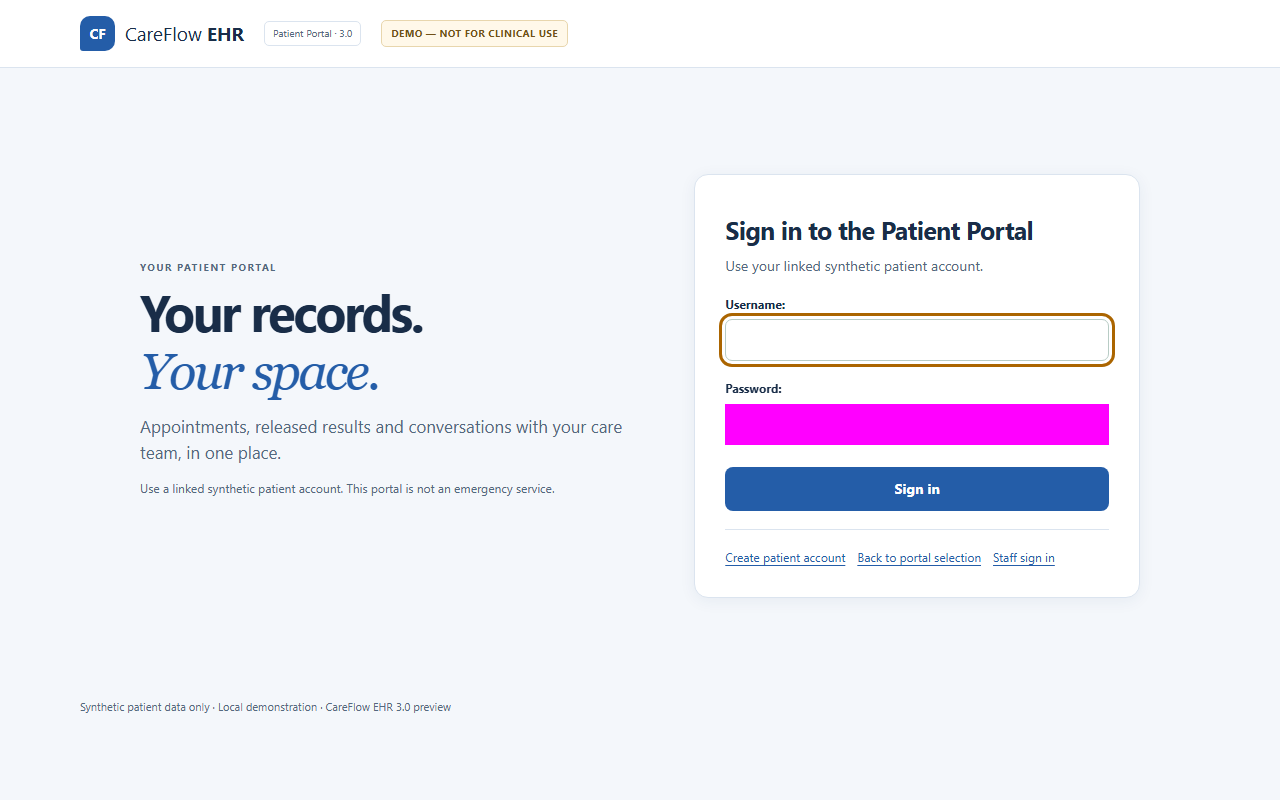 CF CareFlow EHR Patient Portal · 3.0 DEMO — NOT FOR CLINICAL USE
YOUR PATIENT PORTAL
Your records.
Your space.
Appointments, released results and conversations with your care
team, in one place.
Use a linked synthetic patient account. This portal is not an emergency service.
Sign in to the Patient Portal
Use your linked synthetic patient account.
Username:
Password:
Sign in
Create patient account Back to portal selection Staff sign in
Synthetic patient data only · Local demonstration · CareFlow EHR 3.0 preview